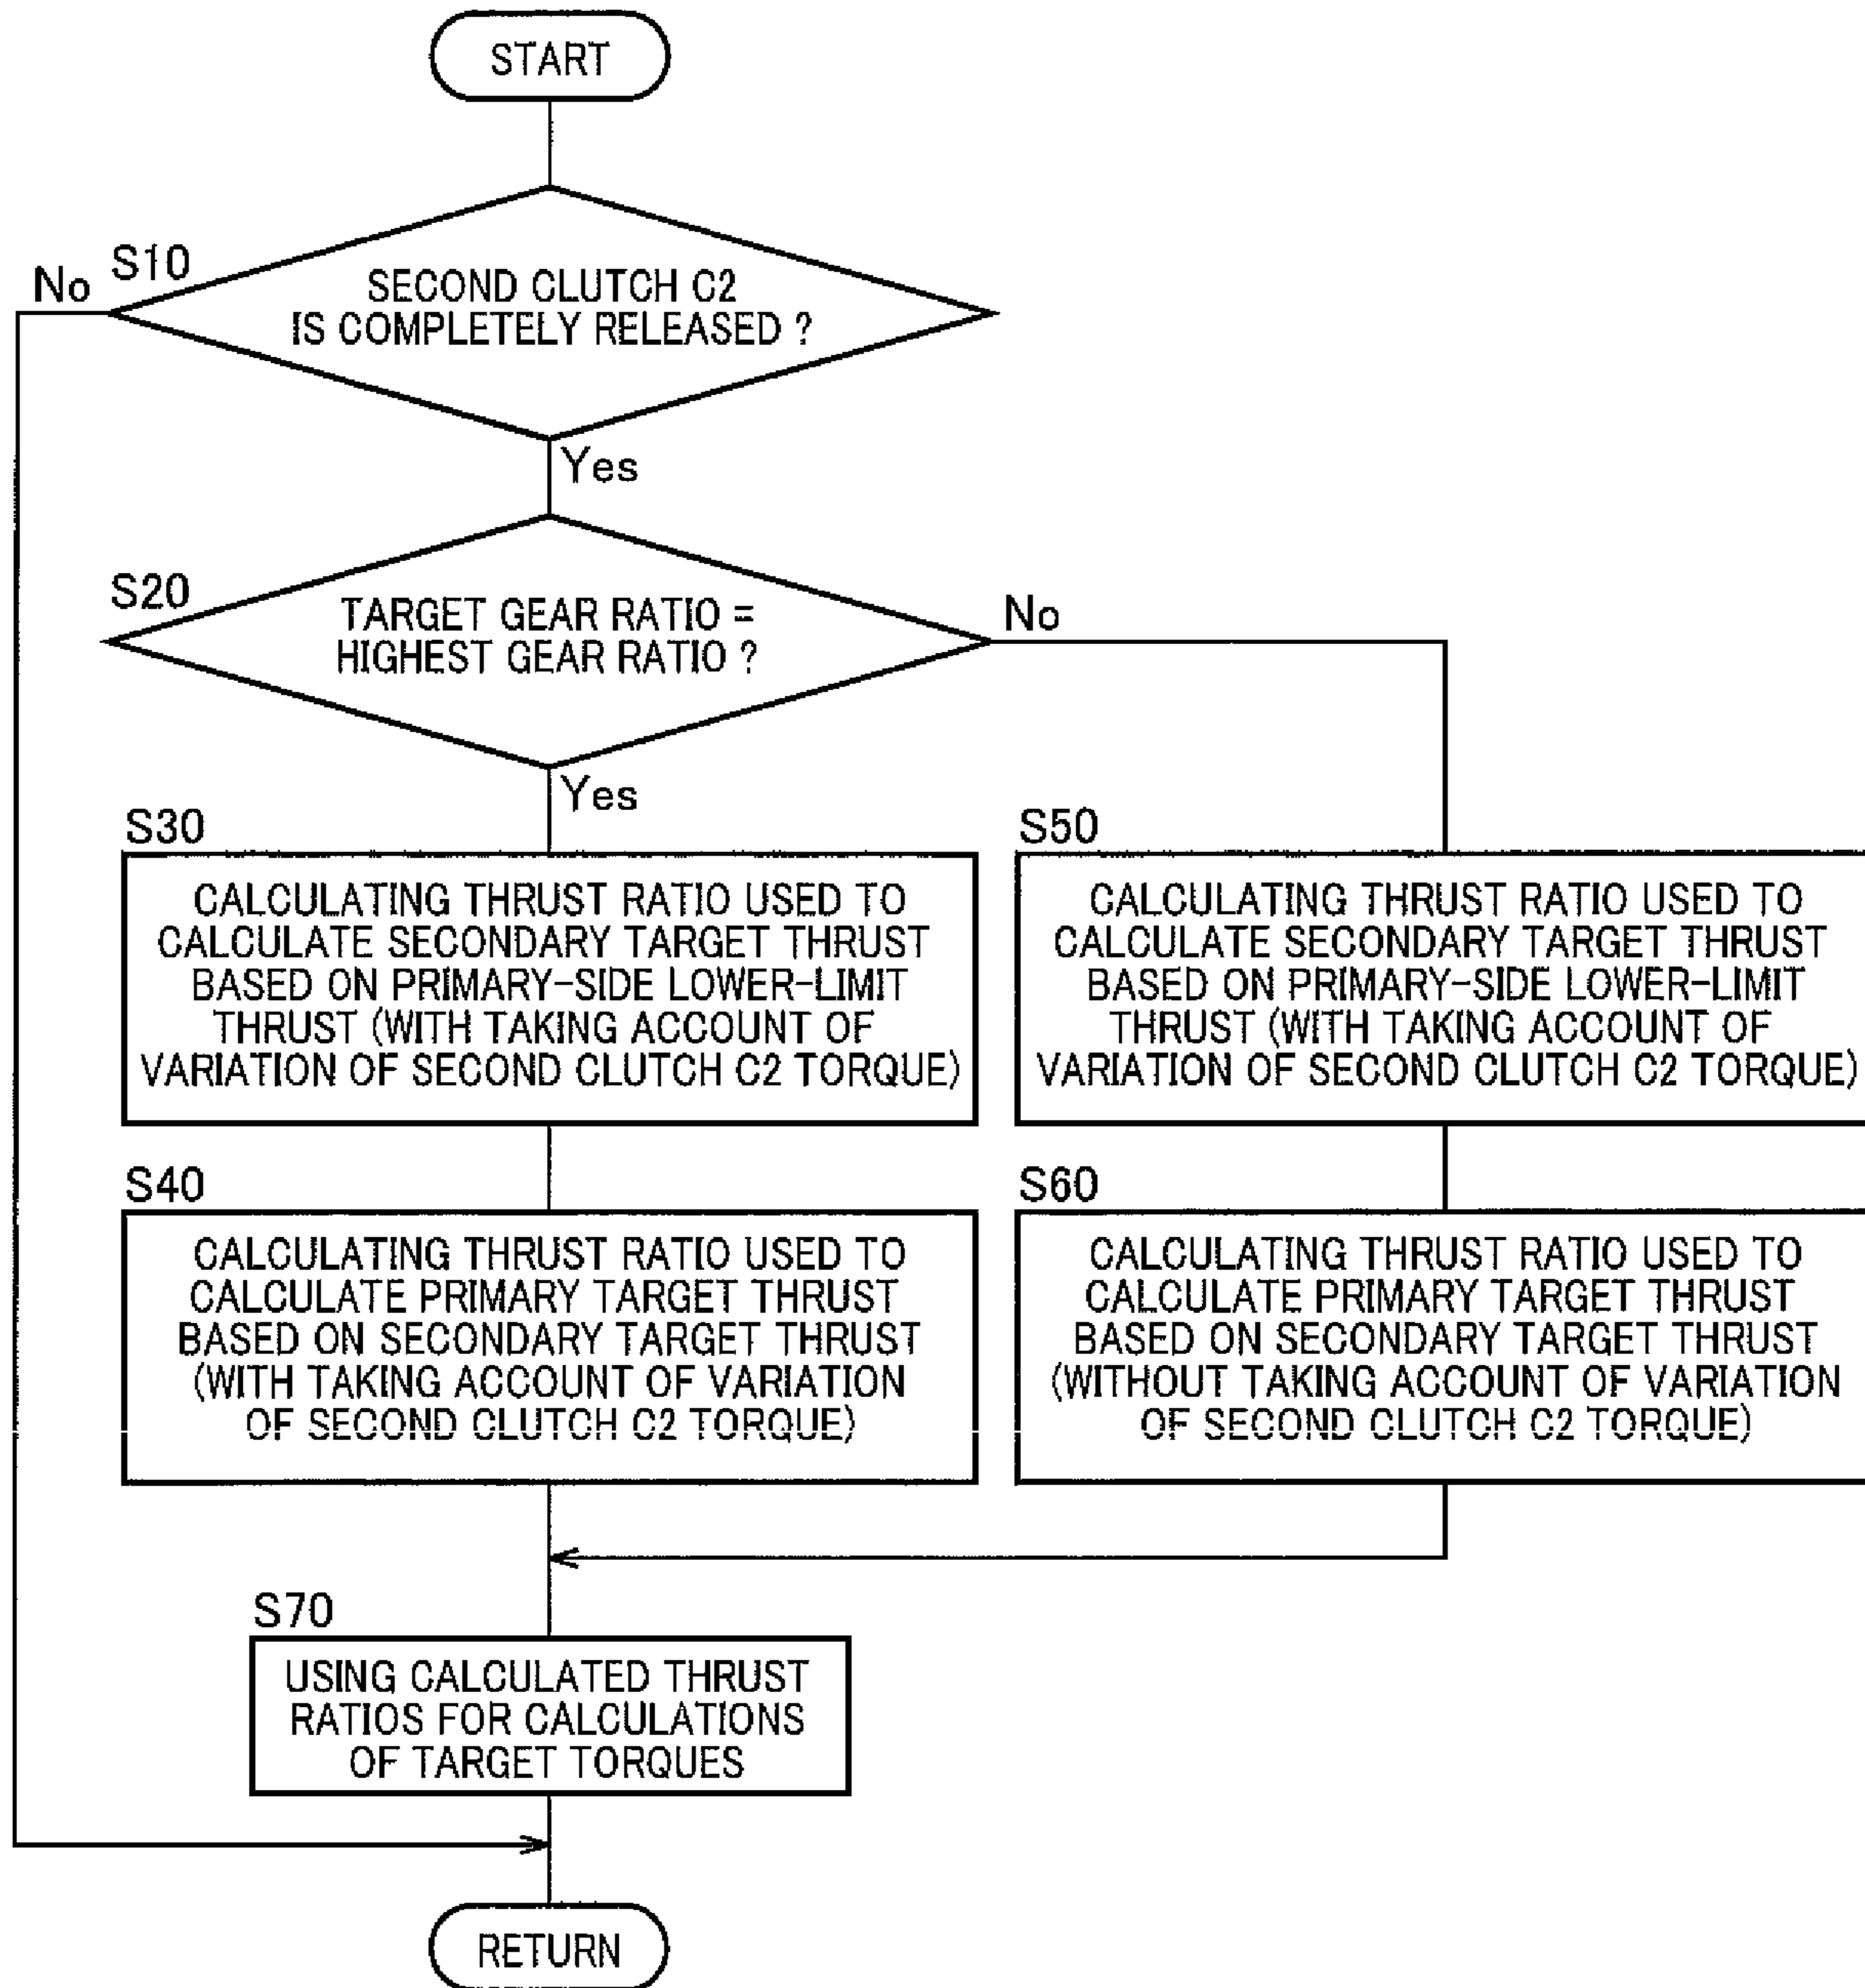 START
S10
No
SECOND CLUTCH C2
IS COMPLETELY RELEASED ?
Yes
S20
TARGET GEAR RATIO =
HIGHEST GEAR RATIO ?
No
Yes
S30
CALCULATING THRUST RATIO USED TO
CALCULATE SECONDARY TARGET THRUST
BASED ON PRIMARY-SIDE LOWER-LIMIT
THRUST (WITH TAKING ACCOUNT OF
VARIATION OF SECOND CLUTCH C2 TORQUE)
S50
CALCULATING THRUST RATIO USED TO
CALCULATE SECONDARY TARGET THRUST
BASED ON PRIMARY-SIDE LOWER-LIMIT
THRUST (WITH TAKING ACCOUNT OF
VARIATION OF SECOND CLUTCH C2 TORQUE)
S40
CALCULATING THRUST RATIO USED TO
CALCULATE PRIMARY TARGET THRUST
BASED ON SECONDARY TARGET THRUST
(WITH TAKING ACCOUNT OF VARIATION
OF SECOND CLUTCH C2 TORQUE)
S60
CALCULATING THRUST RATIO USED TO
CALCULATE PRIMARY TARGET THRUST
BASED ON SECONDARY TARGET THRUST
(WITHOUT TAKING ACCOUNT OF VARIATION
OF SECOND CLUTCH C2 TORQUE)
S70
USING CALCULATED THRUST
RATIOS FOR CALCULATIONS
OF TARGET TORQUES
RETURN